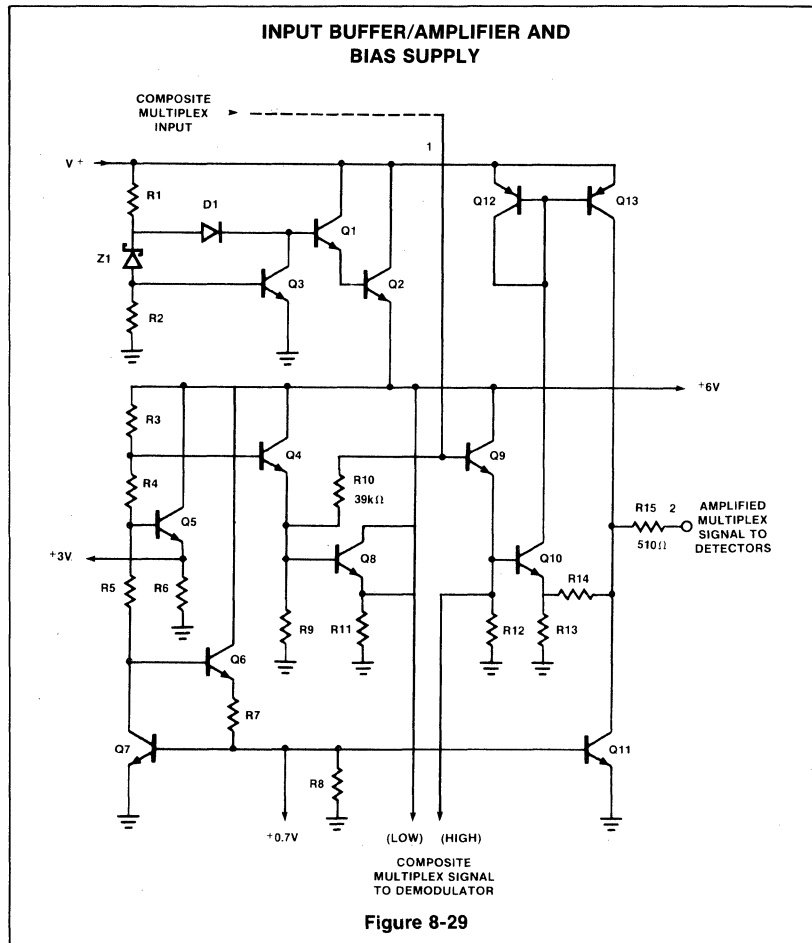 INPUT BUFFER/AMPLIFIER AND
BIAS SUPPLY
COMPOSITE
MULTIPLEX
INPUT
1
V+
R1
D1
Q1
Q12
Q13
Z1
Q3
Q2
R2
+6V
R3
Q4
Q9
R10
39kΩ
R4
Q5
R15 2
510Ω
AMPLIFIED
MULTIPLEX
SIGNAL TO
DETECTORS
Q8
Q10
+3V
R14
R5
R6
R9
R11
R12
R13
Q6
R7
Q7
Q11
R8
+0.7V
(LOW) (HIGH)
COMPOSITE
MULTIPLEX SIGNAL
TO DEMODULATOR
Figure 8-29